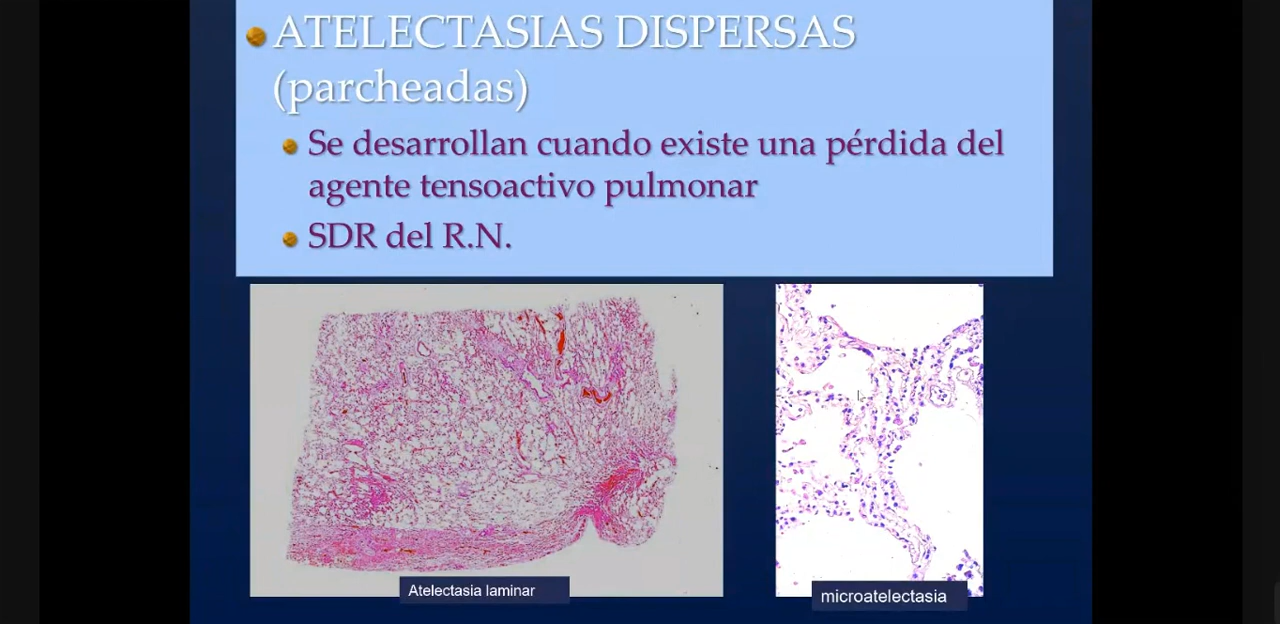 ATELECTASIAS DISPERSAS
(parcheadas)
Se desarrollan cuando existe una pérdida del
agente tensoactivo pulmonar
SDR del R.N.
Atelectasia laminar
microatelectasia